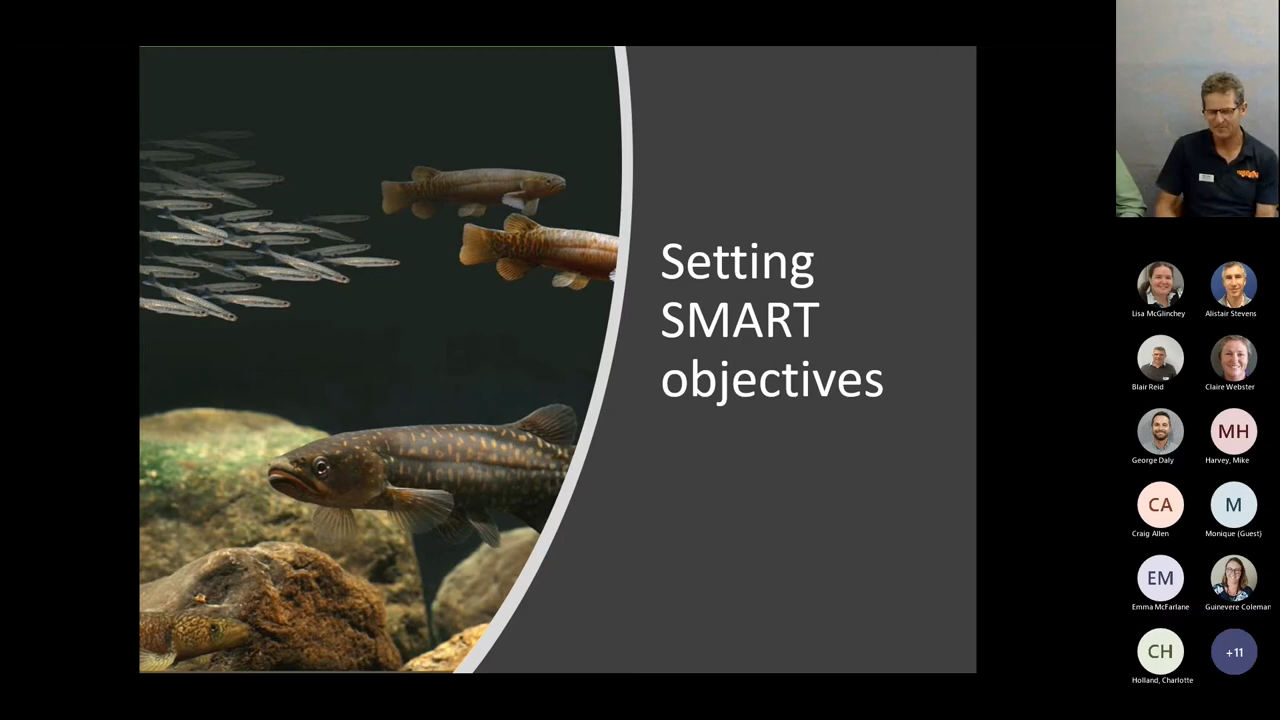 Setting
SMART
objectives
Lisa McGlinchey
Alistair Stevens
Blair Reid
Claire Webster
George Daly
MH
Harvey, Mike
CA
Craig Allen
M
Monique (Guest)
EM
Emma McFarlane
Guinevere Coleman
CH
Holland, Charlotte
+11